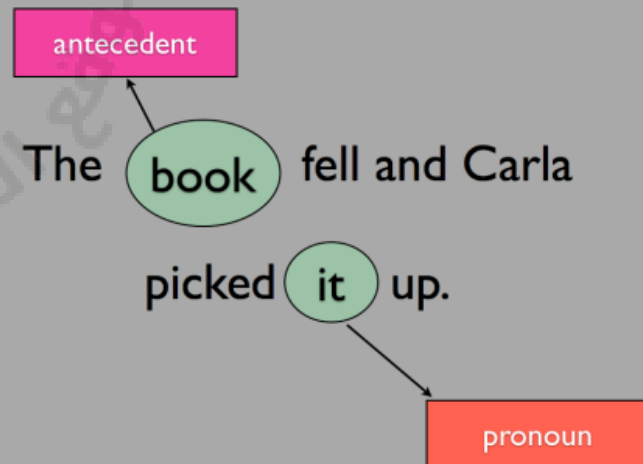 antecedent
The book fell and Carla
picked it up.
pronoun